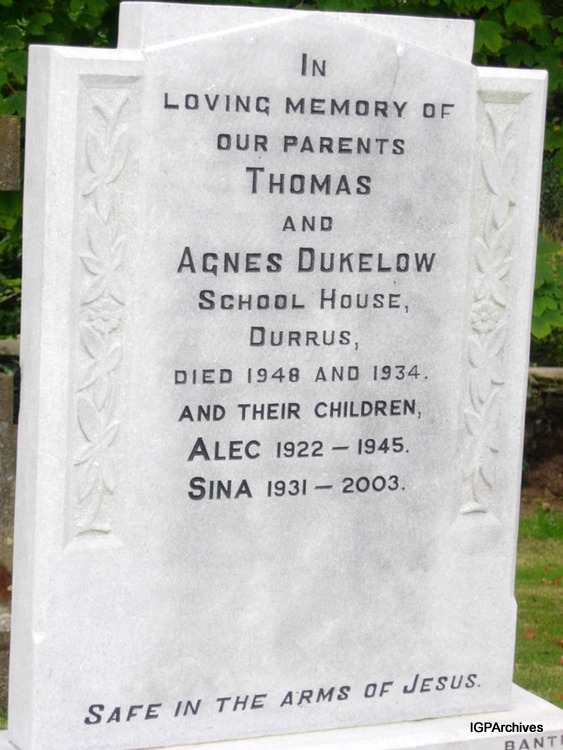 IN
LOVING MEMORY OF
OUR PARENTS
THOMAS
AND
AGNES DUKELOW
SCHOOL HOUSE,
DURRUS,
DIED 1948 AND 1934.
AND THEIR CHILDREN,
ALEC 1922 – 1945.
SINA 1931 – 2003.
SAFE IN THE ARMS OF JESUS.
IGPArchives